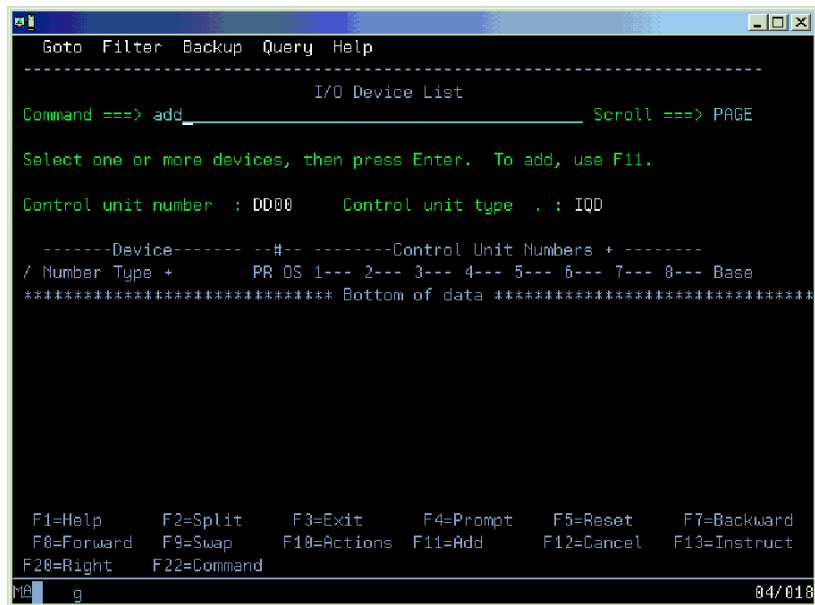 Goto Filter Backup Query Help
--------------------------------------------------------------------------
I/O Device List
Command ===> add_______________________________________ Scroll ===> PAGE
Select one or more devices, then press Enter. To add, use F11.
Control unit number : DD00 Control unit type . : IQD
-------Device------- --#-- --------Control Unit Numbers + --------
/ Number Type + PR OS 1--- 2--- 3--- 4--- 5--- 6--- 7--- 8--- Base
******************************* Bottom of data ********************************
F1=Help F2=Split F3=Exit F4=Prompt F5=Reset F7=Backward
F8=Forward F9=Swap F10=Actions F11=Add F12=Cancel F13=Instruct
F20=Right F22=Command
MA g 04/018